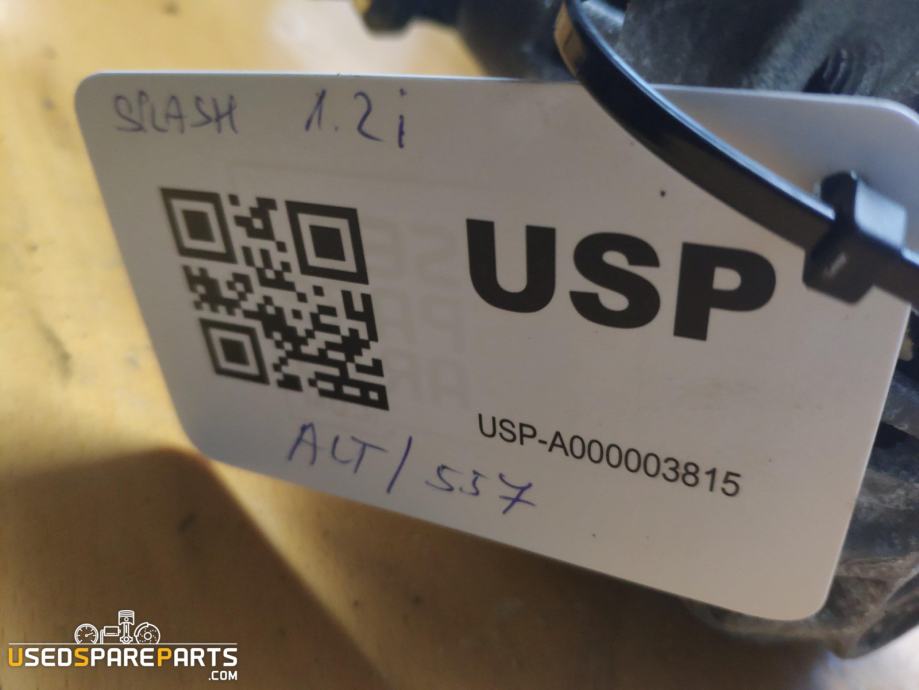 SPLASH 1.2i
USP
USP-A000003815
ALT/ 537
USEDSPAREPARTS
.COM